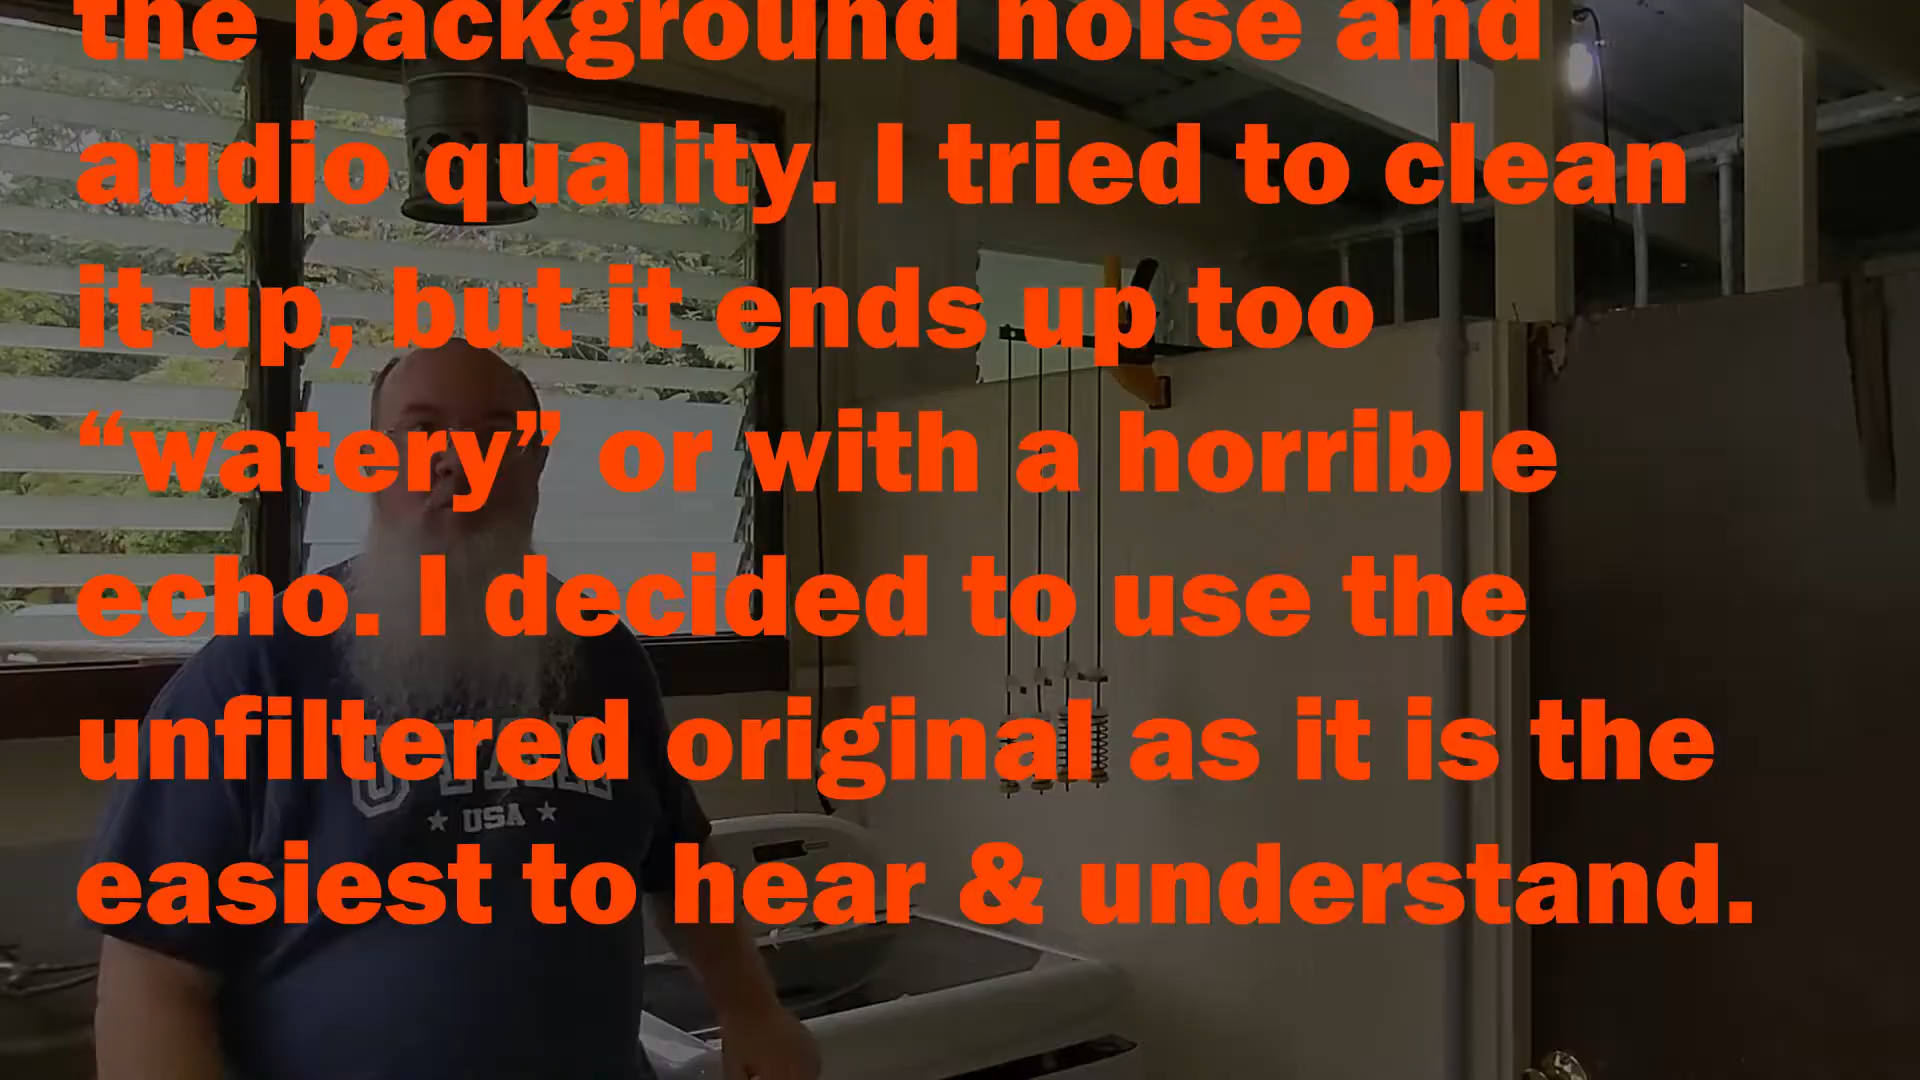 the background noise and
audio quality. I tried to clean
it up, but it ends up too
“watery” or with a horrible
echo. I decided to use the
unfiltered original as it is the
easiest to hear & understand.
★ USA ★